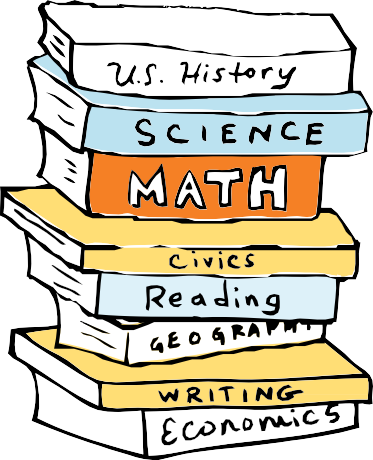 U.S. History
SCIENCE
MATH
civics
Reading
GEOGRAPHY
WRITING
Economics